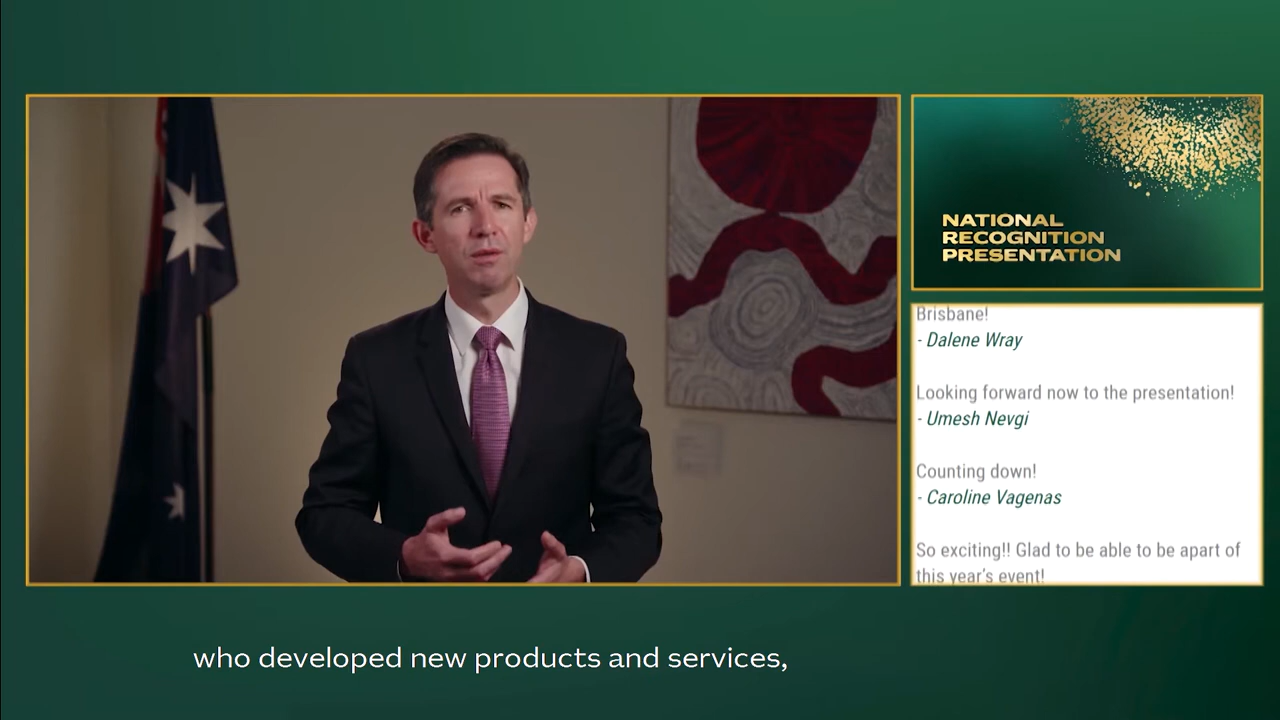 NATIONAL
RECOGNITION
PRESENTATION
Brisbane!
- Dalene Wray
Looking forward now to the presentation!
- Umesh Nevgi
Counting down!
- Caroline Vagenas
So exciting!! Glad to be able to be apart of
this year's event!
who developed new products and services,